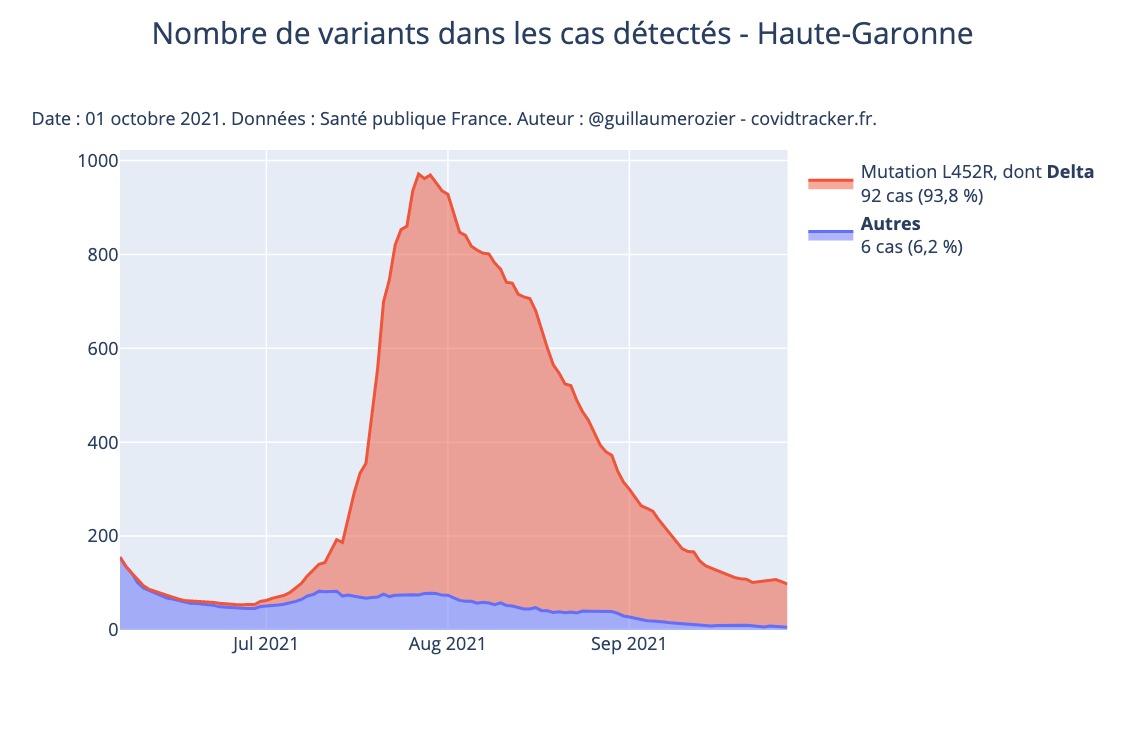 Nombre de variants dans les cas détectés - Haute-Garonne
Date : 01 octobre 2021. Données : Santé publique France. Auteur : @guillaumerozier - covidtracker.fr.
1000
800
600
400
200
0
Jul 2021
Aug 2021
Sep 2021
Mutation L452R, dont Delta
92 cas (93,8 %)
Autres
6 cas (6,2 %)